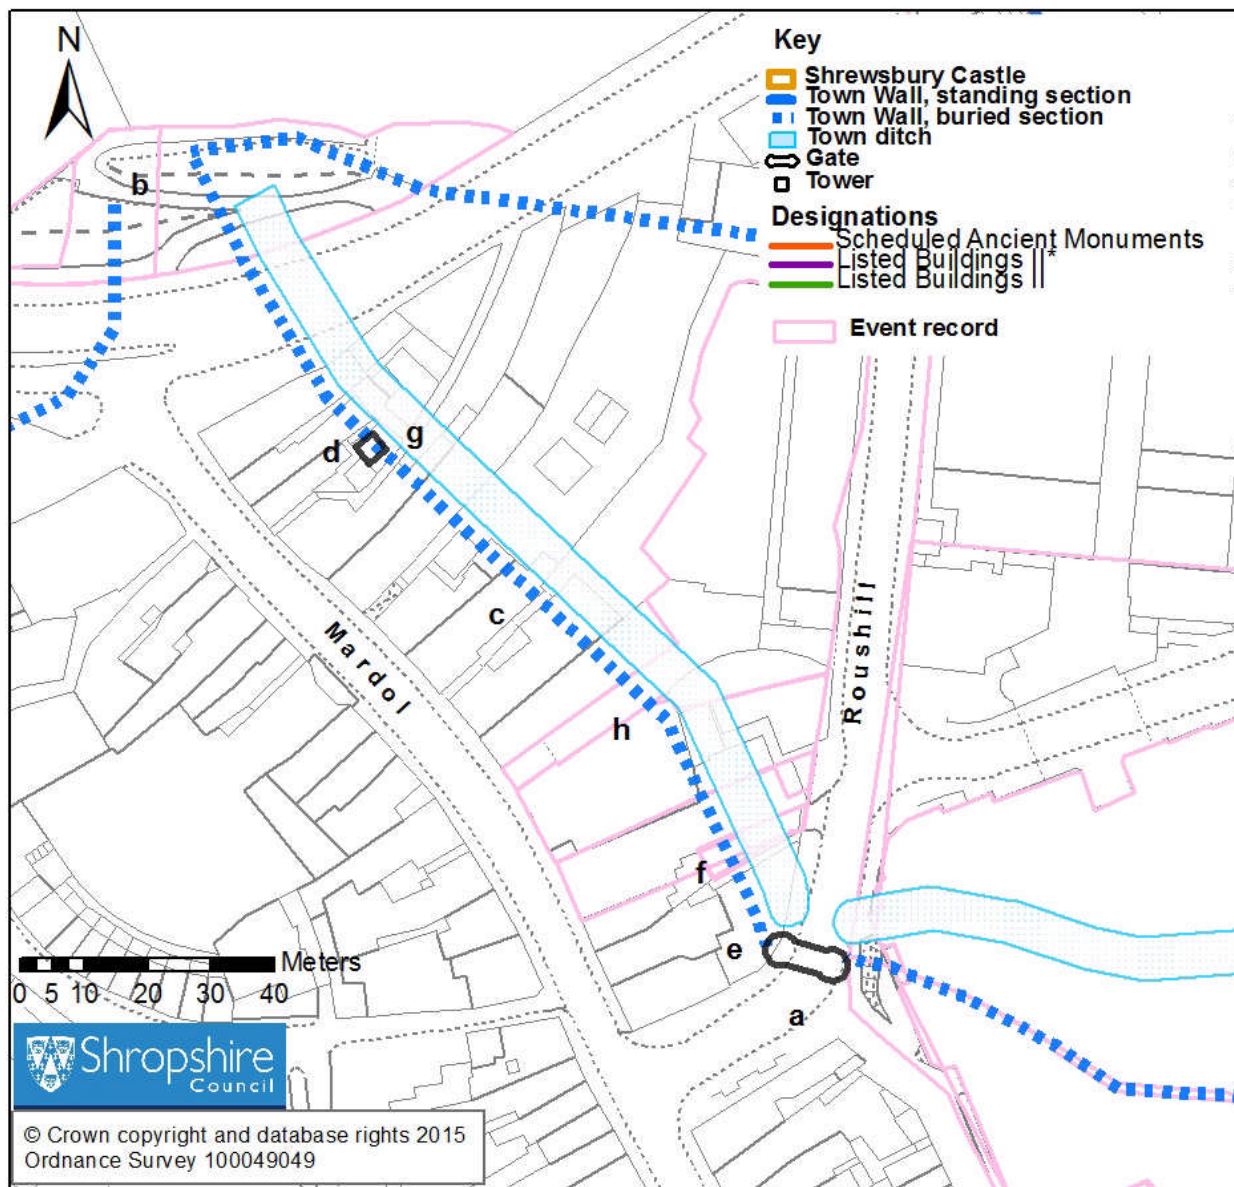 N
Key
Shrewsbury Castle
Town Wall, standing section
Town Wall, buried section
Town ditch
Gate
Tower
Designations
Scheduled Ancient Monuments
Listed Buildings II*
Listed Buildings II
Event record
b
g
d
c
Mardol
Roushill
h
f
e
a
Meters
0 5 10 20 30 40
Shropshire
Council
© Crown copyright and database rights 2015
Ordnance Survey 100049049